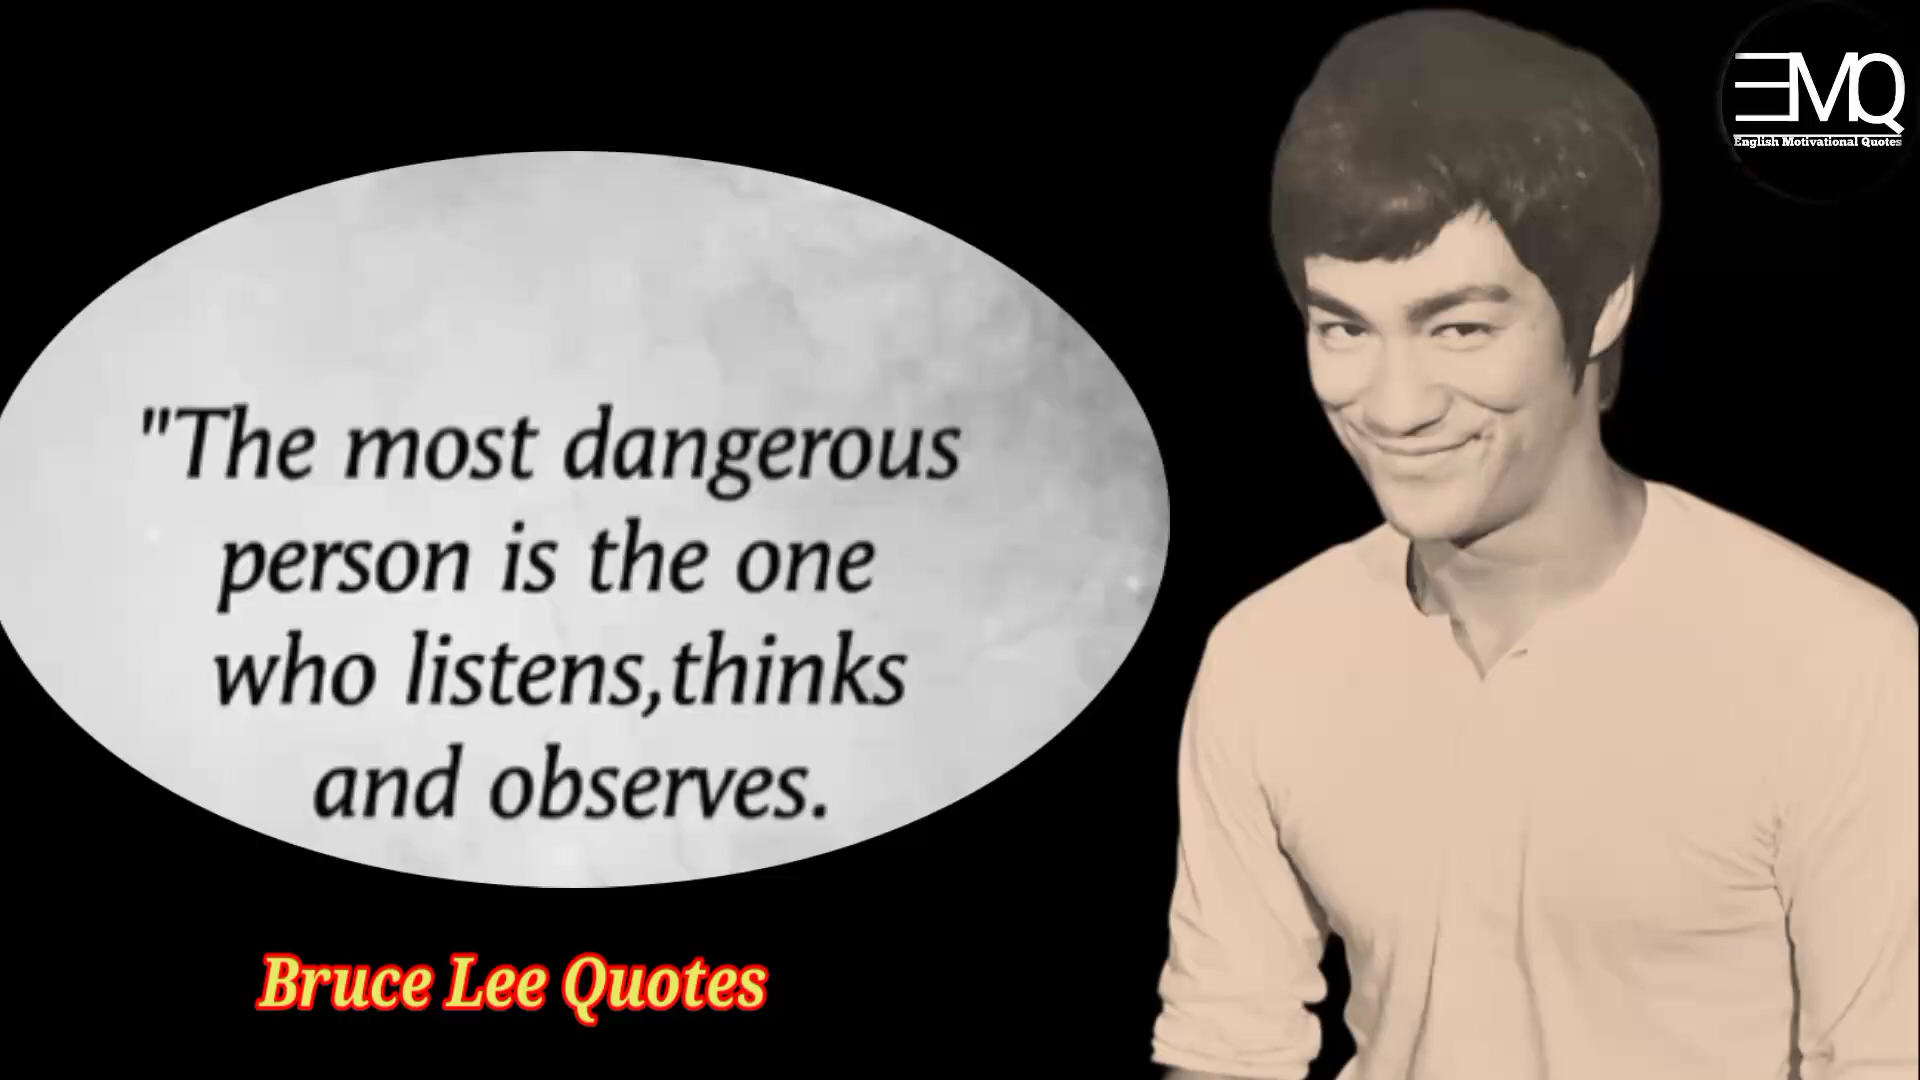 "The most dangerous
person is the one
who listens,thinks
and observes.
Bruce Lee Quotes
EMQ
English Motivational Quotes